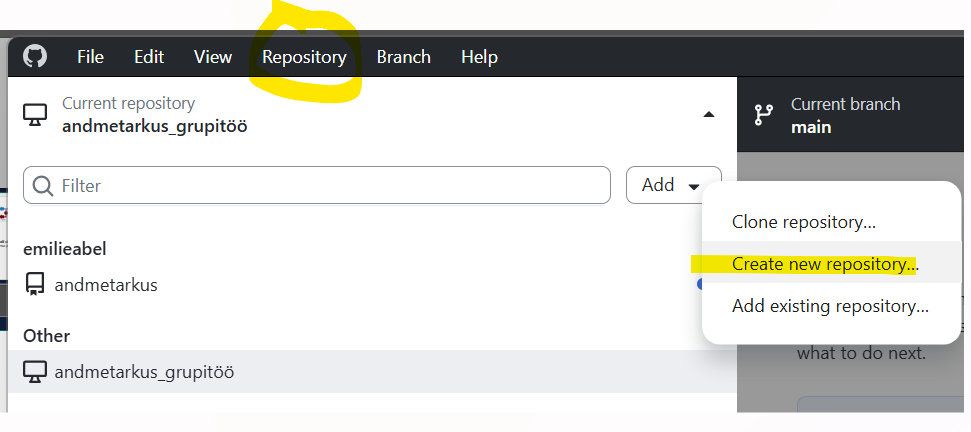 File Edit View Repository Branch Help
Current repository
andmetarkus_grupitöö
Current branch
main
Filter
Add
Clone repository...
Create new repository...
Add existing repository...
emilieabel
andmetarkus
Other
andmetarkus_grupitöö
what to do next.